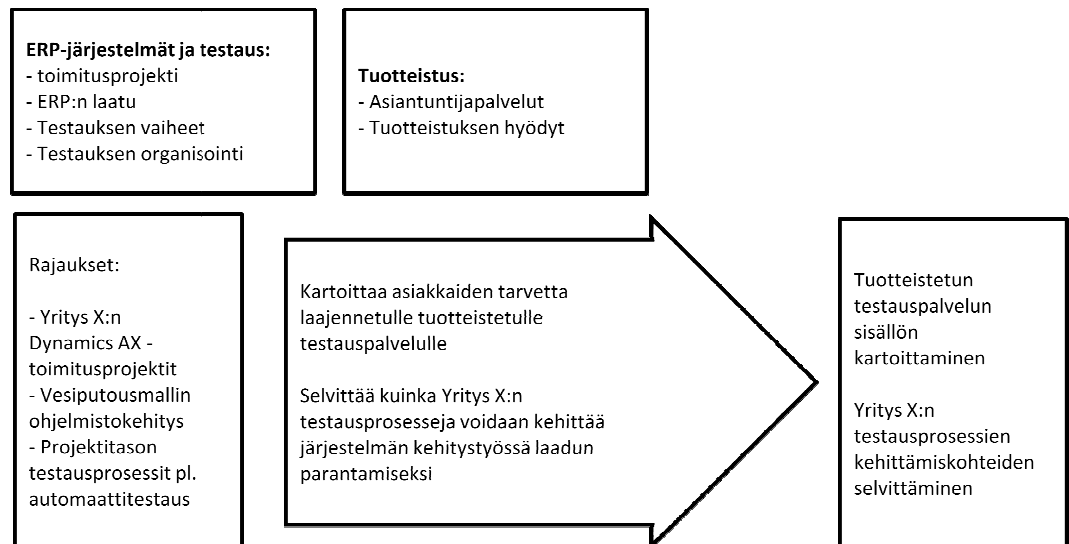 ERP-järjestelmät ja testaus:
- toimitusprojekti
- ERP:n laatu
- Testauksen vaiheet
- Testauksen organisointi
Tuotteistus:
- Asiantuntijapalvelut
- Tuotteistuksen hyödyt
Rajaukset:
- Yritys X:n
Dynamics AX -
toimitusprojektit
- Vesiputousmallin
ohjelmistokehitys
- Projektitason
testausprosessit pl.
automaattitestaus
Kartoittaa asiakkaiden tarvetta
laajennetulle tuotteistetulle
testauspalvelulle
Selvittää kuinka Yritys X:n
testausprosesseja voidaan kehittää
järjestelmän kehitystyössä laadun
parantamiseksi
Tuotteistetun
testauspalvelun
sisällön
kartoittaminen
Yritys X:n
testausprosessien
kehittämiskohteiden
selvittäminen